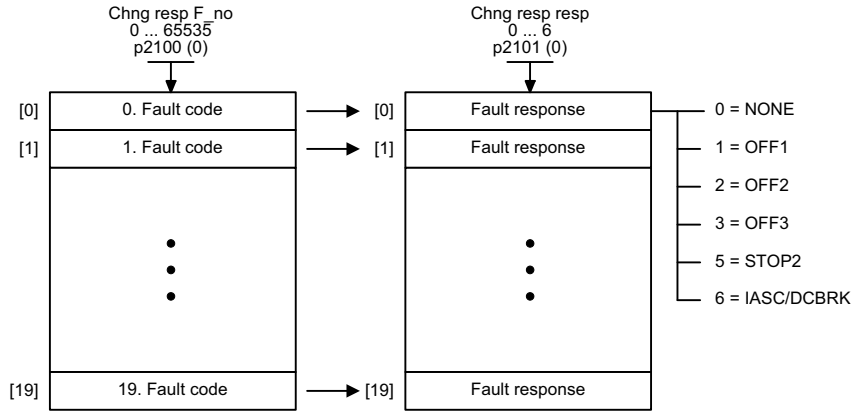 Chng resp F_no
0 ... 65535
p2100 (0)
Chng resp resp
0 ... 6
p2101 (0)
[0] 0. Fault code [0] Fault response 0 = NONE
[1] 1. Fault code [1] Fault response 1 = OFF1
2 = OFF2
3 = OFF3
5 = STOP2
6 = IASC/DCBRK
[19] 19. Fault code [19] Fault response